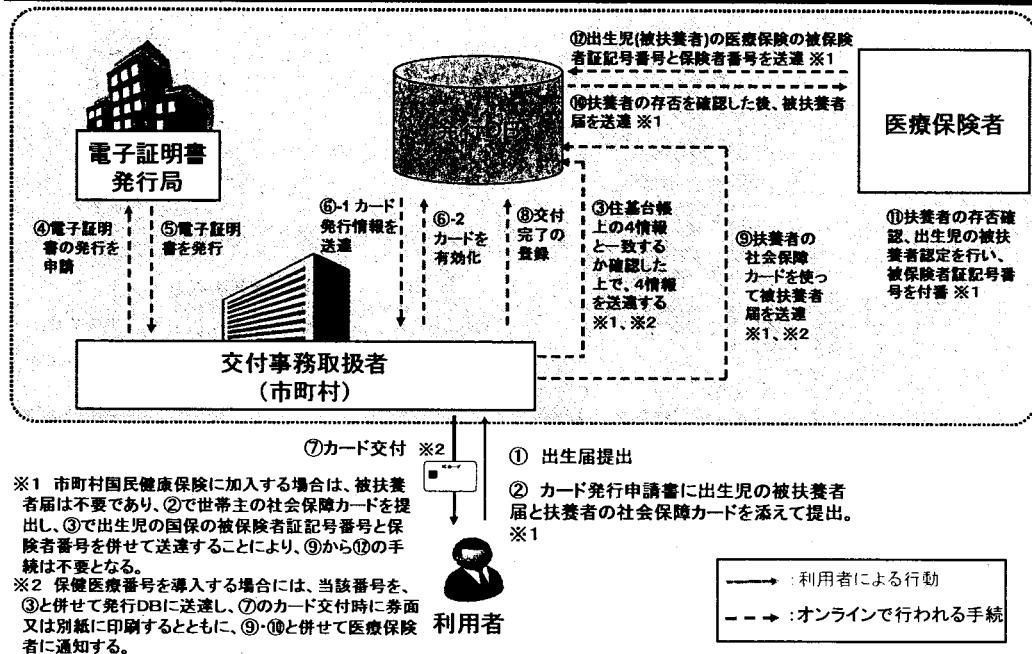 ⑫出生児(被扶養者)の医療保険の被保険
者証記号番号と保険者番号を送達 ※1
⑩扶養者の存否を確認した後、被扶養者
届を送達 ※1
医療保険者
電子証明書
発行局
発行DB
④電子証明
書の発行を
申請
⑤電子証明
書を発行
⑥-1 カード
発行情報を
送達
⑥-2
カードを
有効化
⑧交付
完了の
登録
③住基台帳
上の4情報
と一致する
か確認した
上で、4情報
を送達する
※1、※2
⑨扶養者の
社会保障
カードを使っ
て被扶養者
届を送達
※1、※2
⑪扶養者の存否確
認、出生児の被扶
養者認定を行い、
被保険者証記号番
号を付番 ※1
交付事務取扱者
(市町村)
⑦カード交付 ※2
① 出生届提出
② カード発行申請書に出生児の被扶養者
届と扶養者の社会保障カードを添えて提出。
※1
※1 市町村国民健康保険に加入する場合は、被扶養
者届は不要であり、②で世帯主の社会保障カードを提
出し、③で出生児の国保の被保険者証記号番号と保
険者番号を併せて送達することにより、⑨から⑫の手
続は不要となる。
※2 保健医療番号を導入する場合には、当該番号を、
③と併せて発行DBに送達し、⑦のカード交付時に券面
又は別紙に印刷するとともに、⑨・⑩と併せて医療保険
者に通知する。
利用者
:利用者による行動
:オンラインで行われる手続